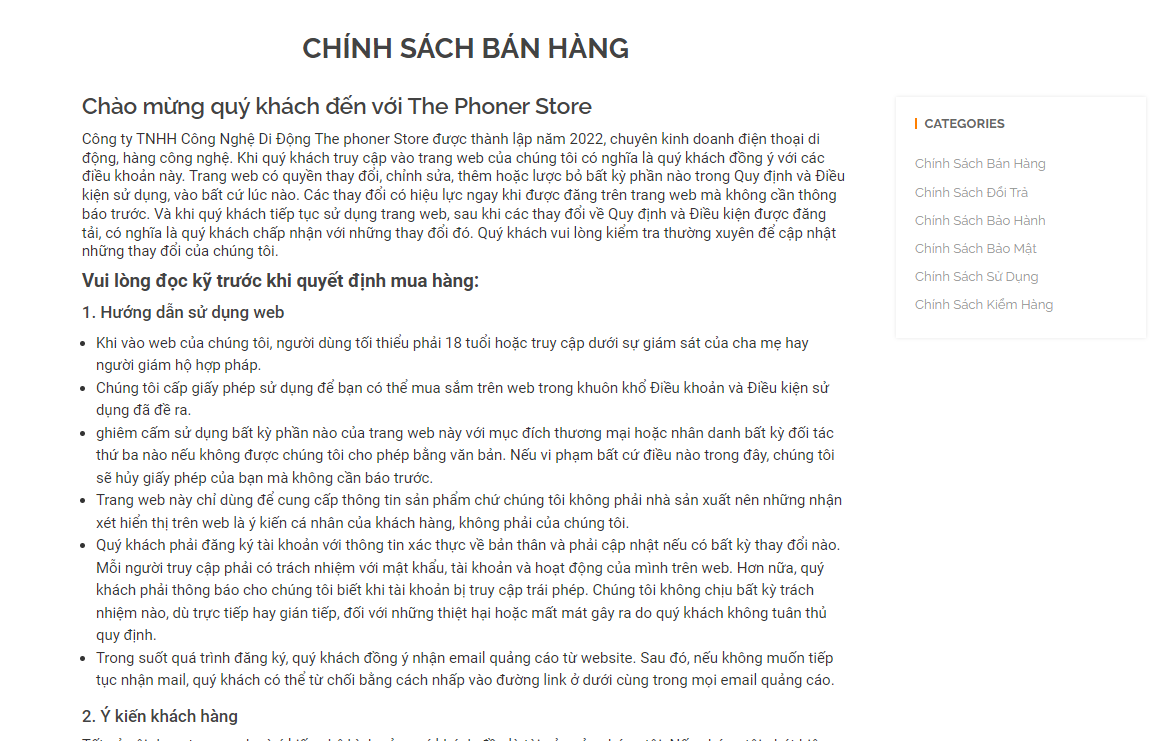 CHÍNH SÁCH BÁN HÀNG
Chào mừng quý khách đến với The Phoner Store
Công ty TNHH Công Nghệ Di Động The phoner Store được thành lập năm 2022, chuyên kinh doanh điện thoại di
động, hàng công nghệ. Khi quý khách truy cập vào trang web của chúng tôi có nghĩa là quý khách đồng ý với các
điều khoản này. Trang web có quyền thay đổi, chỉnh sửa, thêm hoặc lược bỏ bất kỳ phần nào trong Quy định và Điều
kiện sử dụng, vào bất cứ lúc nào. Các thay đổi có hiệu lực ngay khi được đăng trên trang web mà không cần thông
báo trước. Và khi quý khách tiếp tục sử dụng trang web, sau khi các thay đổi về Quy định và Điều kiện được đăng
tải, có nghĩa là quý khách chấp nhận với những thay đổi đó. Quý khách vui lòng kiểm tra thường xuyên để cập nhật
những thay đổi của chúng tôi.
Vui lòng đọc kỹ trước khi quyết định mua hàng:
1. Hướng dẫn sử dụng web
• Khi vào web của chúng tôi, người dùng tối thiểu phải 18 tuổi hoặc truy cập dưới sự giám sát của cha mẹ hay
người giám hộ hợp pháp.
• Chúng tôi cấp giấy phép sử dụng để bạn có thể mua sắm trên web trong khuôn khổ Điều khoản và Điều kiện sử
dụng đã đề ra.
• ghiêm cấm sử dụng bất kỳ phần nào của trang web này với mục đích thương mại hoặc nhân danh bất kỳ đối tác
thứ ba nào nếu không được chúng tôi cho phép bằng văn bản. Nếu vi phạm bất cứ điều nào trong đây, chúng tôi
sẽ hủy giấy phép của bạn mà không cần báo trước.
• Trang web này chỉ dùng để cung cấp thông tin sản phẩm chứ chúng tôi không phải nhà sản xuất nên những nhận
xét hiển thị trên web là ý kiến cá nhân của khách hàng, không phải của chúng tôi.
• Quý khách phải đăng ký tài khoản với thông tin xác thực về bản thân và phải cập nhật nếu có bất kỳ thay đổi nào.
Mỗi người truy cập phải có trách nhiệm với mật khẩu, tài khoản và hoạt động của mình trên web. Hơn nữa, quý
khách phải thông báo cho chúng tôi biết khi tài khoản bị truy cập trái phép. Chúng tôi không chịu bất kỳ trách
nhiệm nào, dù trực tiếp hay gián tiếp, đối với những thiệt hại hoặc mất mát gây ra do quý khách không tuân thủ
quy định.
• Trong suốt quá trình đăng ký, quý khách đồng ý nhận email quảng cáo từ website. Sau đó, nếu không muốn tiếp
tục nhận mail, quý khách có thể từ chối bằng cách nhấp vào đường link ở dưới cùng trong mọi email quảng cáo.
2. Ý kiến khách hàng
CATEGORIES
Chính Sách Bán Hàng
Chính Sách Đổi Trả
Chính Sách Bảo Hành
Chính Sách Bảo Mật
Chính Sách Sử Dụng
Chính Sách Kiểm Hàng